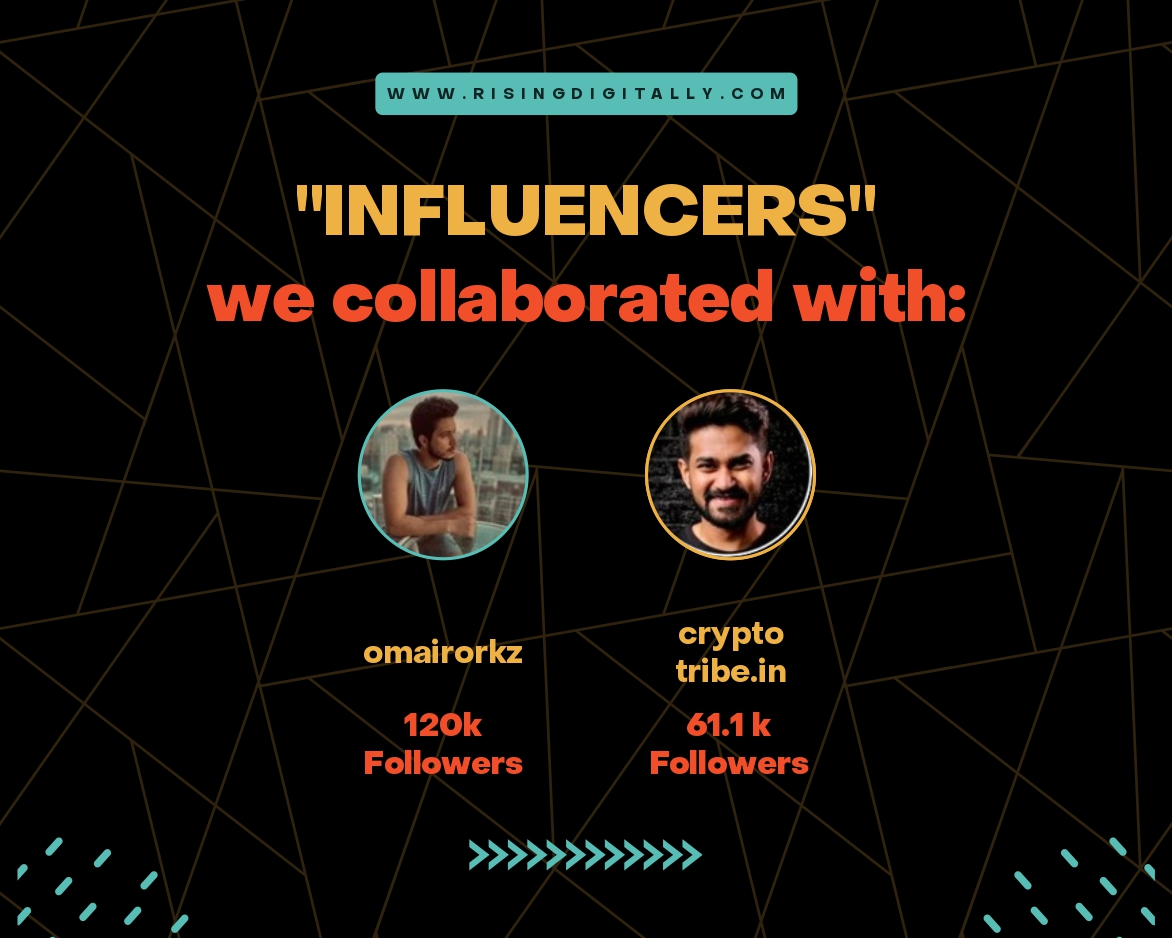 WWW.RISINGDIGITALLY.COM
"INFLUENCERS"
we collaborated with:
omairorkz
120k
Followers
crypto
tribe.in
61.1 k
Followers